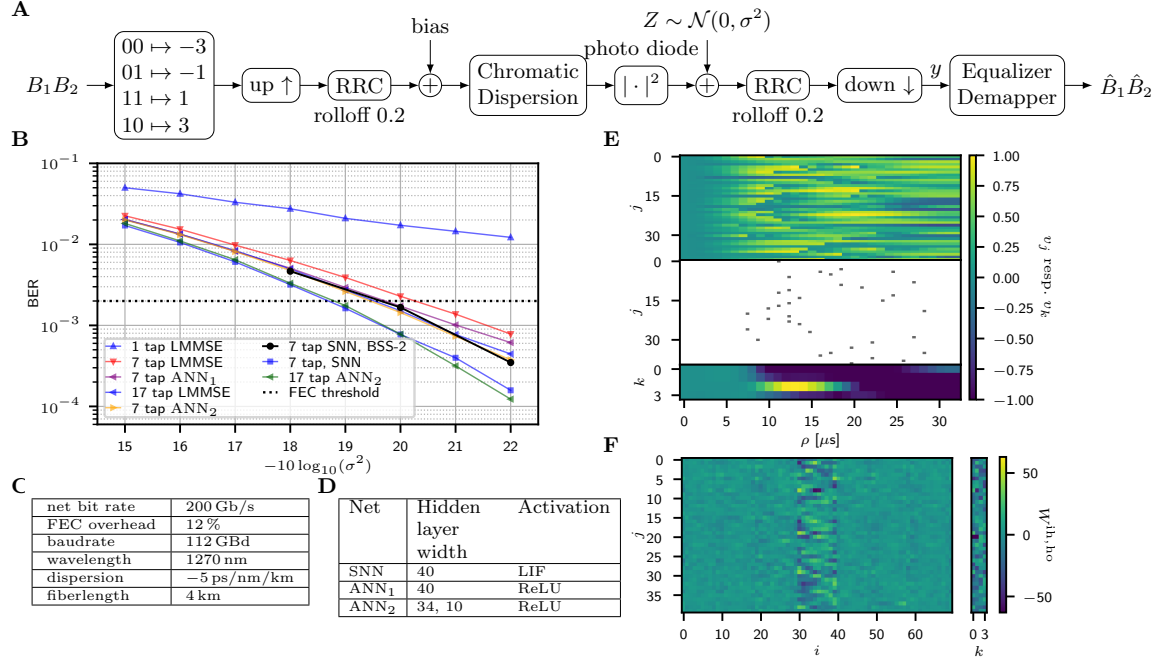 A
B₁B₂
00 ↦ −3
01 ↦ −1
11 ↦ 1
10 ↦ 3
up ↑
RRC
rolloff 0.2
bias
Chromatic
Dispersion
| · |²
photo diode
Z ∼ 𝒩(0, σ²)
RRC
rolloff 0.2
down ↓
y
Equalizer
Demapper
B̂₁B̂₂
B
10⁻¹
10⁻²
10⁻³
10⁻⁴
BER
1 tap LMMSE
7 tap LMMSE
7 tap ANN₁
17 tap LMMSE
7 tap ANN₂
7 tap SNN, BSS-2
7 tap, SNN
17 tap ANN₂
FEC threshold
15 16 17 18 19 20 21 22
−10 log₁₀(σ²)
C
net bit rate 200 Gb/s
FEC overhead 12 %
baudrate 112 GBd
wavelength 1270 nm
dispersion −5 ps/nm/km
fiberlength 4 km
D
Net Hidden layer width Activation
SNN 40 LIF
ANN₁ 40 ReLU
ANN₂ 34, 10 ReLU
E
0
15
30
j
0
15
30
j
0
3
k
0 5 10 15 20 25 30
ρ [µs]
1.00
0.75
0.50
0.25
0.00
−0.25
−0.50
−0.75
−1.00
vⱼ resp. vₖ
F
0
5
10
15
20
25
30
35
j
0 10 20 30 40 50 60
i
0 3
k
50
0
−50
Wⁱʰ,ʰᵒ